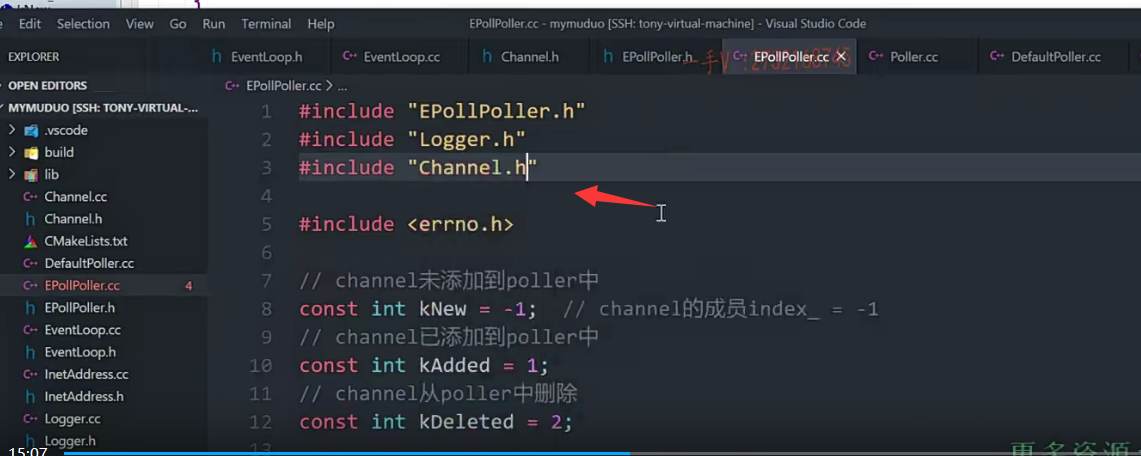 Edit Selection View Go Run Terminal Help
EPollPoller.cc - mymuduo [SSH: tony-virtual-machine] - Visual Studio Code
EXPLORER
EventLoop.h
EventLoop.cc
Channel.h
EPollPoller.h
EPollPoller.cc
Poller.cc
DefaultPoller.cc
OPEN EDITORS
EPollPoller.cc > ...
MYMUDUO [SSH: TONY-VIRTUAL-...
.vscode
build
lib
Channel.cc
Channel.h
CMakeLists.txt
DefaultPoller.cc
EPollPoller.cc 4
EPollPoller.h
EventLoop.cc
EventLoop.h
InetAddress.cc
InetAddress.h
Logger.cc
Logger.h
1 #include "EPollPoller.h"
2 #include "Logger.h"
3 #include "Channel.h"
4
5 #include <errno.h>
6
7 // channel未添加到poller中
8 const int kNew = -1;  // channel的成员index_ = -1
9 // channel已添加到poller中
10 const int kAdded = 1;
11 // channel从poller中删除
12 const int kDeleted = 2;
13
15:07
更多资源